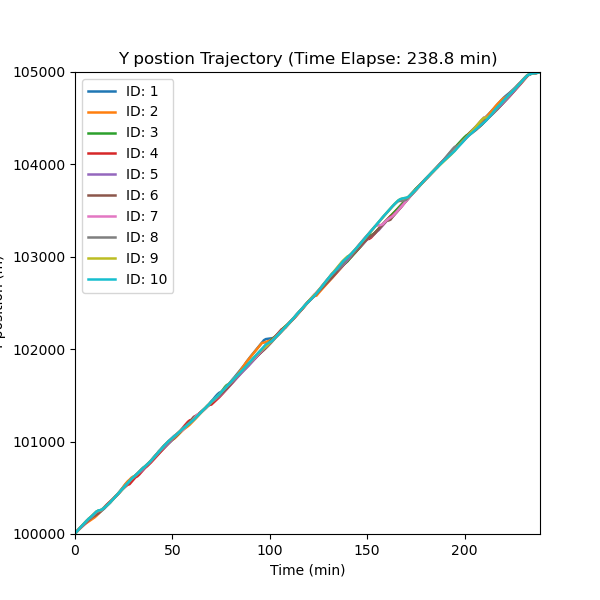 Y postion Trajectory (Time Elapse: 238.8 min)
105000
104000
103000
102000
101000
100000
ID: 1
ID: 2
ID: 3
ID: 4
ID: 5
ID: 6
ID: 7
ID: 8
ID: 9
ID: 10
0 50 100 150 200
Time (min)